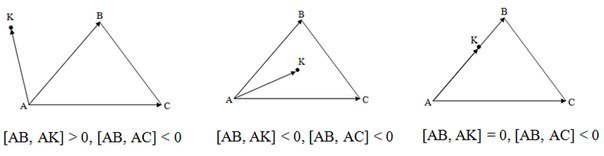 K
B
A
C
[AB, AK] > 0, [AB, AC] < 0
B
K
A
C
[AB, AK] < 0, [AB, AC] < 0
B
K
A
C
[AB, AK] = 0, [AB, AC] < 0